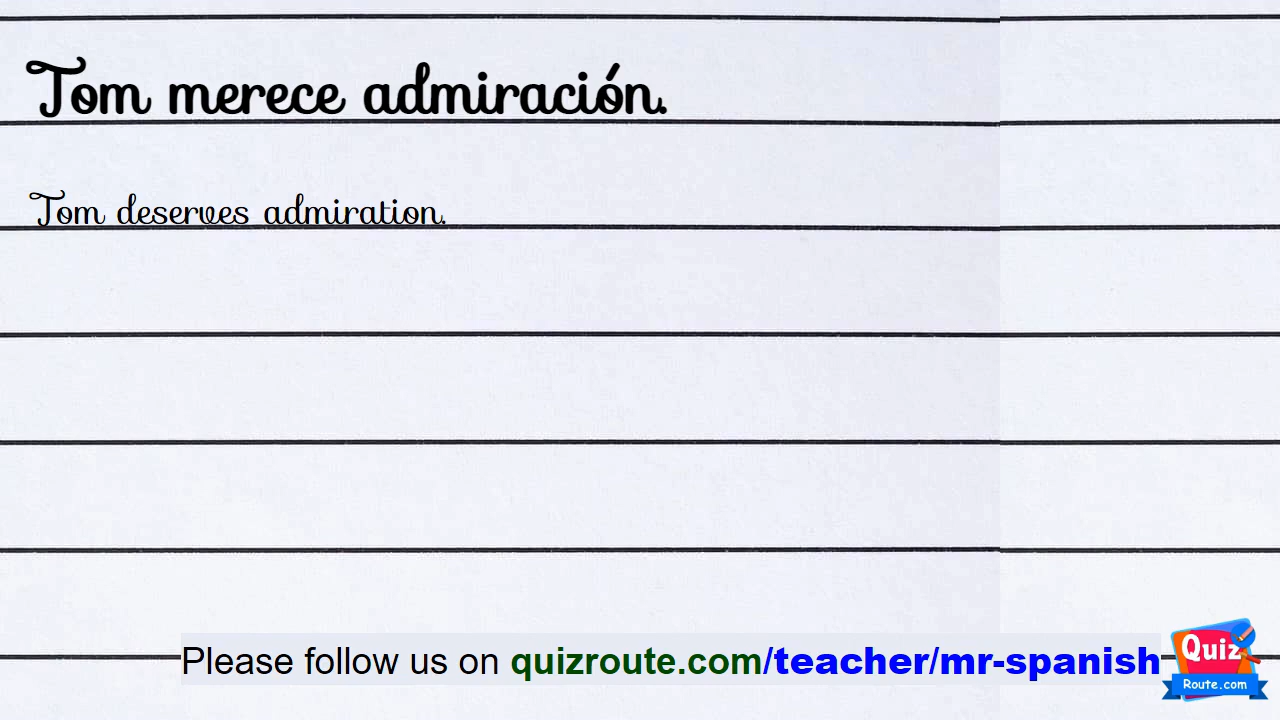 Tom merece admiración.
Tom deserves admiration.
Please follow us on quizroute.com/teacher/mr-spanish
Quiz
Route.com